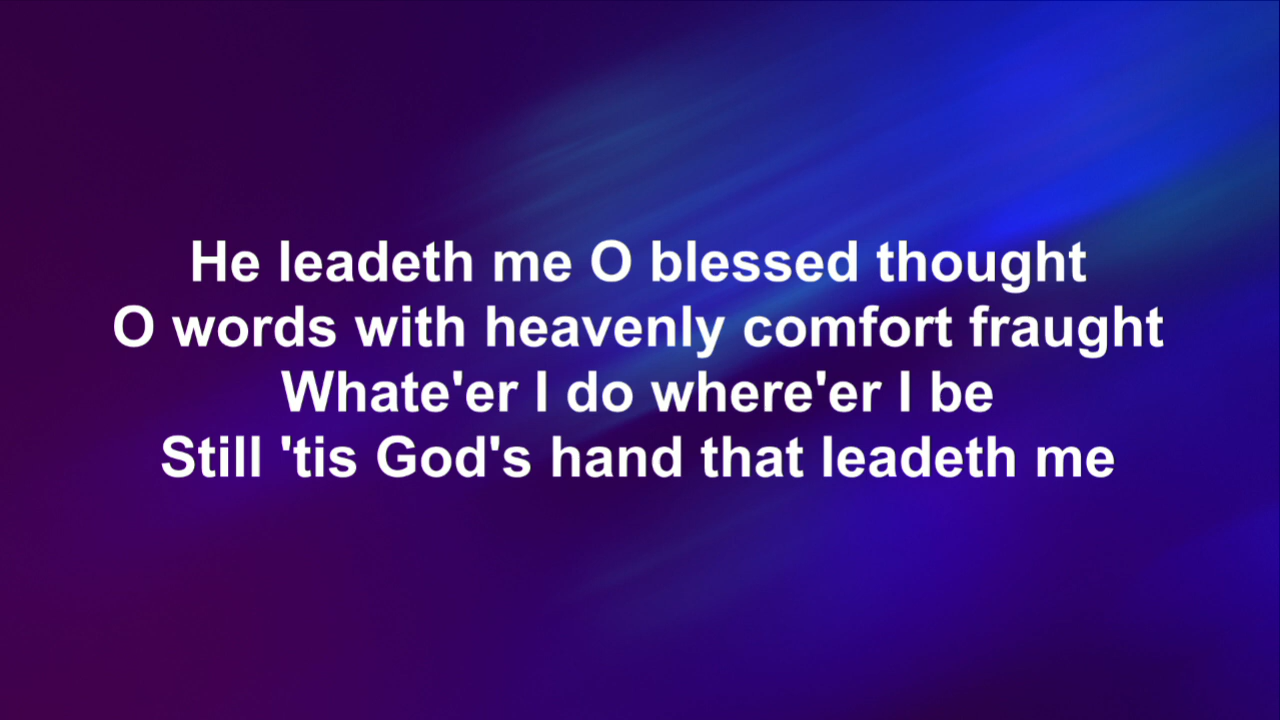 He leadeth me O blessed thought
O words with heavenly comfort fraught
Whate'er I do where'er I be
Still 'tis God's hand that leadeth me